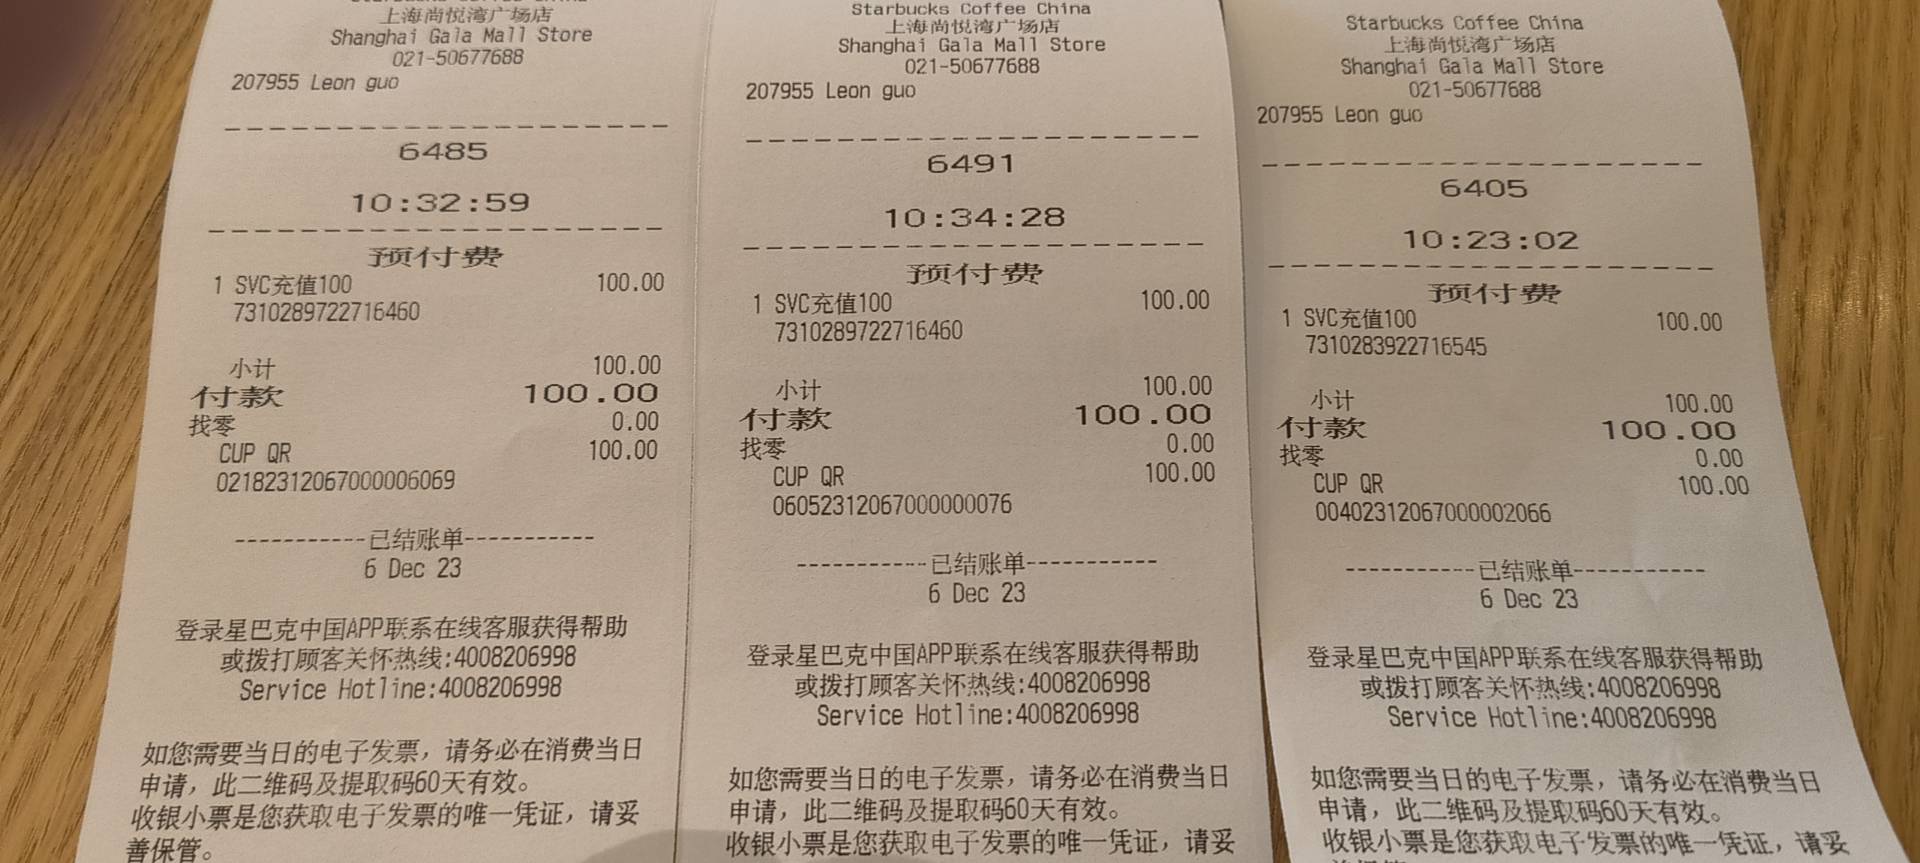 上海尚悦湾广场店
Shanghai Gala Mall Store
021-50677688
207955 Leon guo
6485
10:32:59
预付费
1 SVC充值100 100.00
7310289722716460
小计 100.00
付款 100.00
找零 0.00
CUP QR 100.00
02182312067000006069
-----------已结账单-----------
6 Dec 23
登录星巴克中国APP联系在线客服获得帮助
或拨打顾客关怀热线:4008206998
Service Hotline:4008206998
如您需要当日的电子发票，请务必在消费当日
申请，此二维码及提取码60天有效。
收银小票是您获取电子发票的唯一凭证，请妥
善保管。
Starbucks Coffee China
上海尚悦湾广场店
Shanghai Gala Mall Store
021-50677688
207955 Leon guo
6491
10:34:28
预付费
1 SVC充值100 100.00
7310289722716460
小计 100.00
付款 100.00
找零 0.00
CUP QR 100.00
06052312067000000076
-----------已结账单-----------
6 Dec 23
登录星巴克中国APP联系在线客服获得帮助
或拨打顾客关怀热线:4008206998
Service Hotline:4008206998
如您需要当日的电子发票，请务必在消费当日
申请，此二维码及提取码60天有效。
收银小票是您获取电子发票的唯一凭证，请妥
Starbucks Coffee China
上海尚悦湾广场店
Shanghai Gala Mall Store
021-50677688
207955 Leon guo
6405
10:23:02
预付费
1 SVC充值100 100.00
7310283922716545
小计 100.00
付款 100.00
找零 0.00
CUP QR 100.00
00402312067000002066
-----------已结账单-----------
6 Dec 23
登录星巴克中国APP联系在线客服获得帮助
或拨打顾客关怀热线:4008206998
Service Hotline:4008206998
如您需要当日的电子发票，请务必在消费当日
申请，此二维码及提取码60天有效。
收银小票是您获取电子发票的唯一凭证，请妥